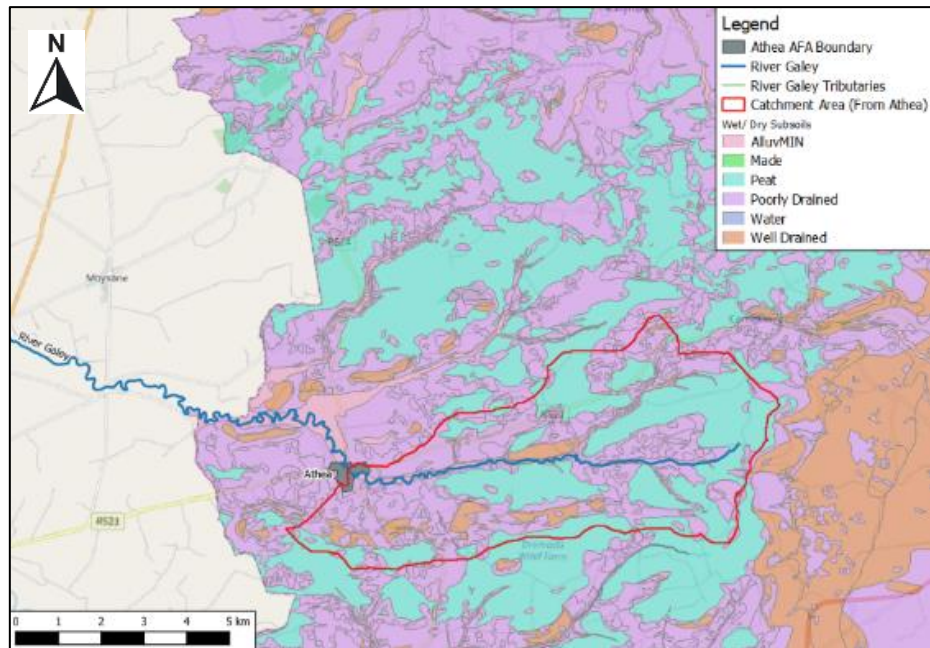 N
Legend
Athea AFA Boundary
River Galey
River Galey Tributaries
Catchment Area (From Athea)
Wet/ Dry Subsoils
AlluvMIN
Made
Peat
Poorly Drained
Water
Well Drained
Moyvane
River Galey
Athea
R523
0 1 2 3 4 5 km